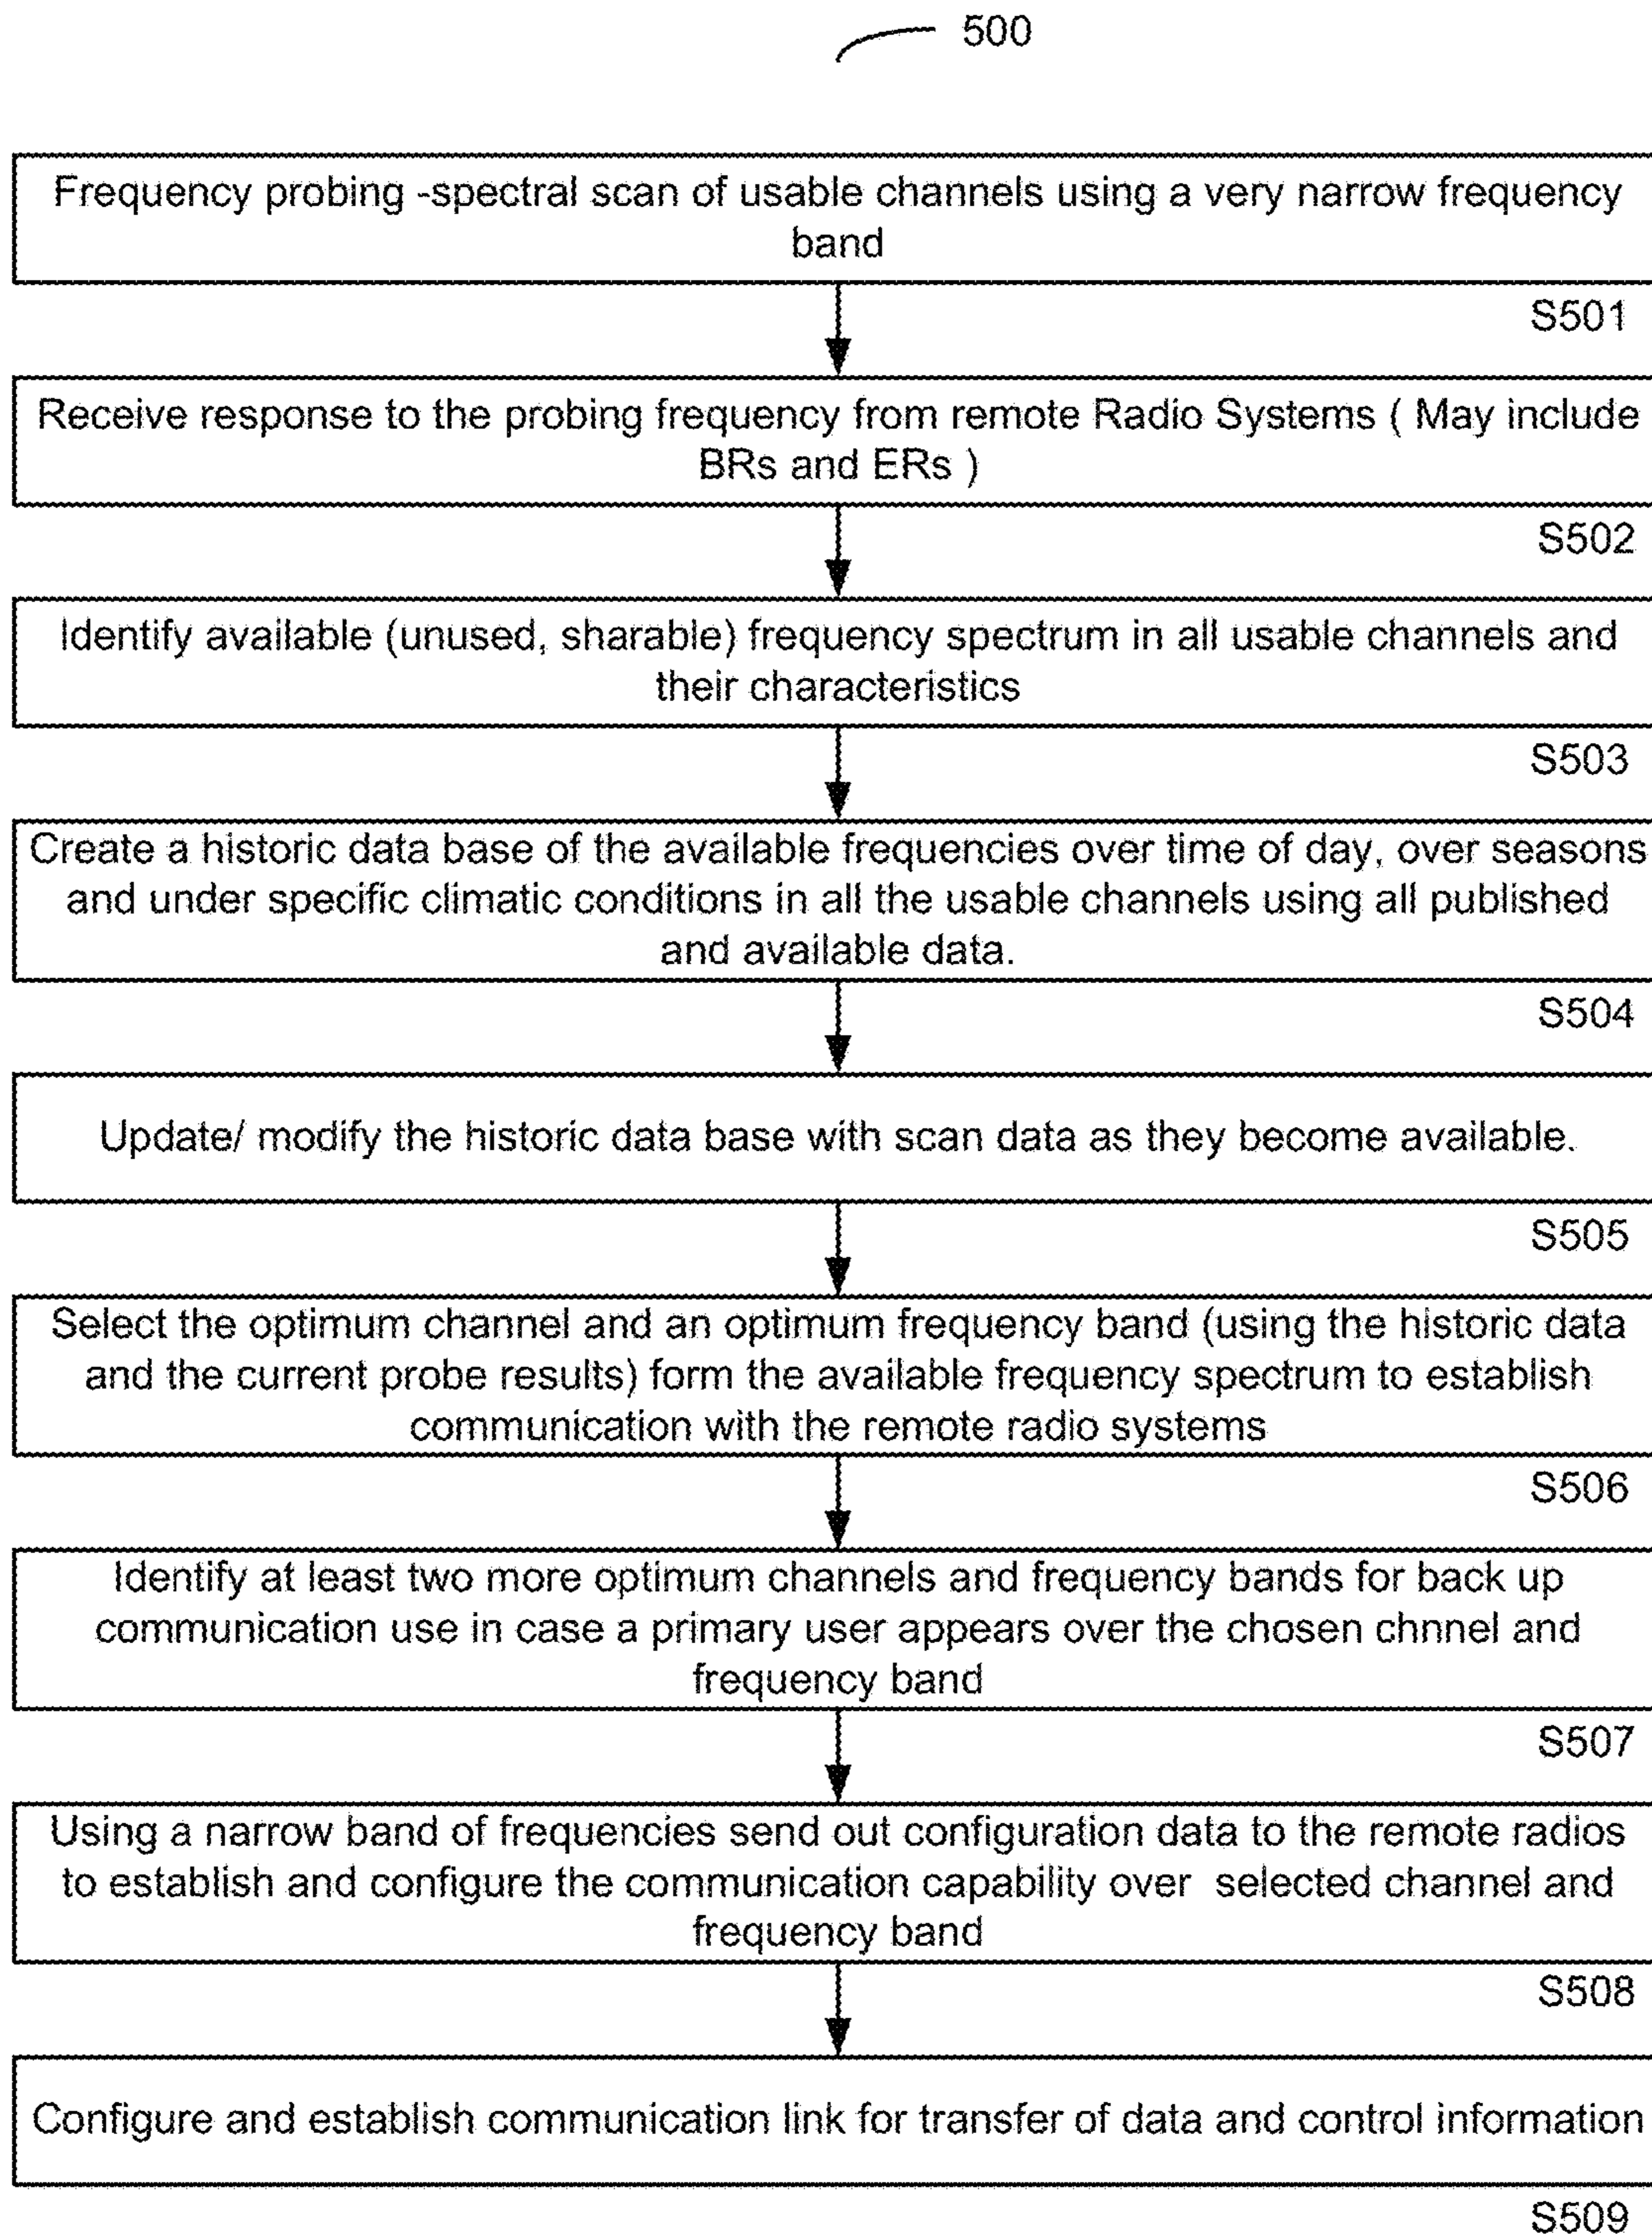 500
Frequency probing -spectral scan of usable channels using a very narrow frequency
band
S501
Receive response to the probing frequency from remote Radio Systems ( May include
BRs and ERs )
S502
Identify available (unused, sharable) frequency spectrum in all usable channels and
their characteristics
S503
Create a historic data base of the available frequencies over time of day, over seasons
and under specific climatic conditions in all the usable channels using all published
and available data.
S504
Update/ modify the historic data base with scan data as they become available.
S505
Select the optimum channel and an optimum frequency band (using the historic data
and the current probe results) form the available frequency spectrum to establish
communication with the remote radio systems
S506
Identify at least two more optimum channels and frequency bands for back up
communication use in case a primary user appears over the chosen chnnel and
frequency band
S507
Using a narrow band of frequencies send out configuration data to the remote radios
to establish and configure the communication capability over selected channel and
frequency band
S508
Configure and establish communication link for transfer of data and control information
S509